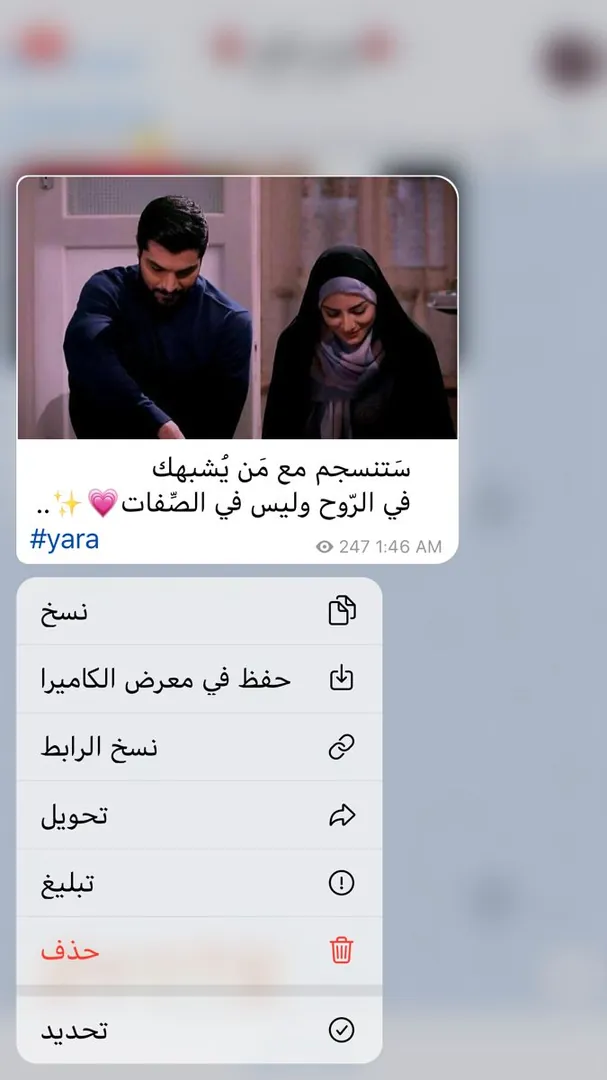 سَتنسجم مع مَن يُشبهك
في الرّوح وليس في الصِّفات💗✨..
#yara
247 1:46 AM
نسخ
حفظ في معرض الكاميرا
نسخ الرابط
تحويل
تبليغ
حذف
تحديد